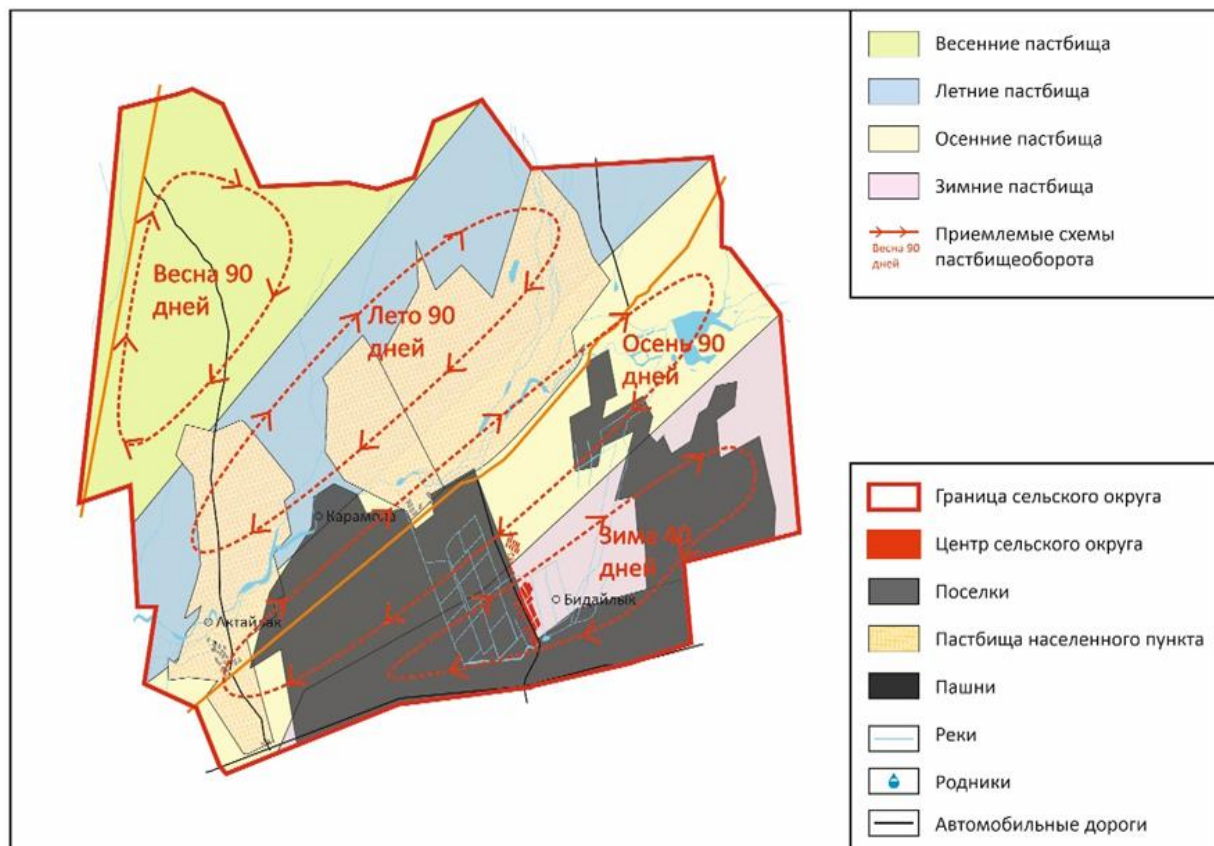 Весна 90
дней
Лето 90
дней
Осень 90
дней
Зима 40
дней
Карамола
Актайлак
Бидайлык
Весенние пастбища
Летние пастбища
Осенние пастбища
Зимние пастбища
Весна 90
дней
Приемлемые схемы
пастбищеоборота
Граница сельского округа
Центр сельского округа
Поселки
Пастбища населенного пункта
Пашни
Реки
Родники
Автомобильные дороги